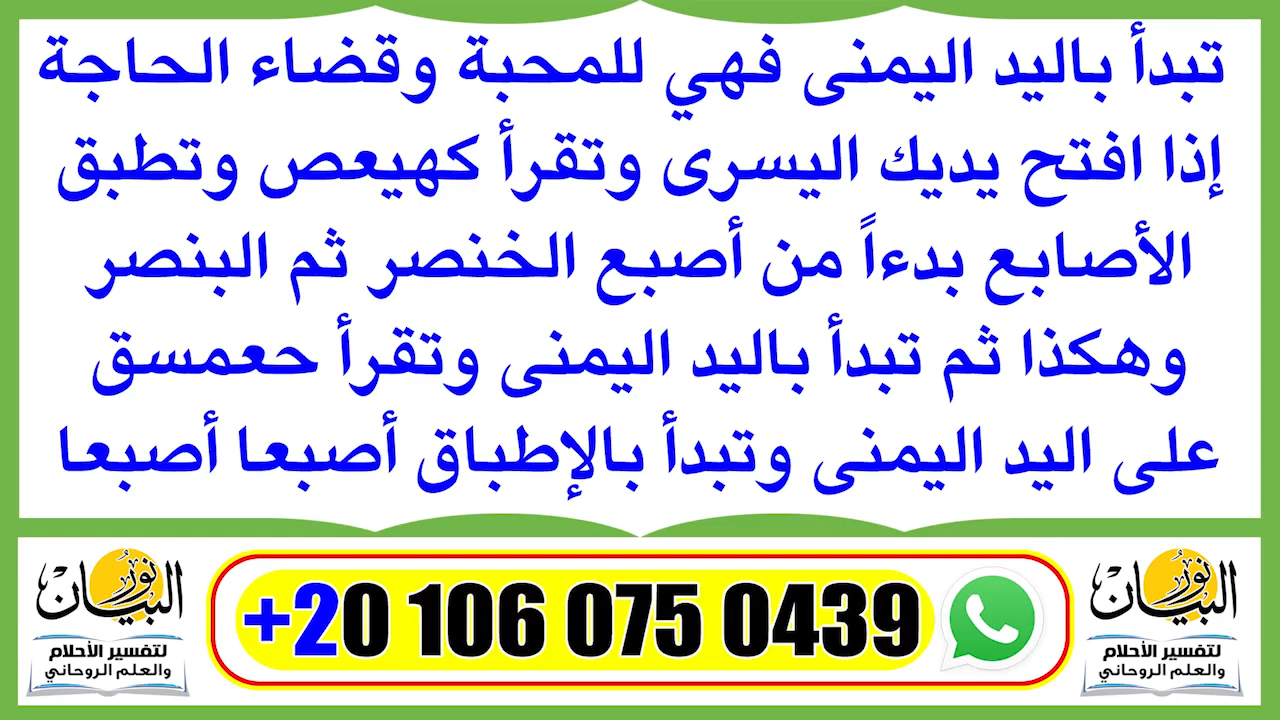 تبدأ باليد اليمنى فهي للمحبة وقضاء الحاجة
إذا افتح يديك اليسرى وتقرأ كهيعص وتطبق
الأصابع بدءاً من أصبع الخنصر ثم البنصر
وهكذا ثم تبدأ باليد اليمنى وتقرأ حعمسق
على اليد اليمنى وتبدأ بالإطباق أصبعا أصبعا
نور البيان
لتفسير الأحلام
والعلم الروحاني
+20 106 075 0439
نور البيان
لتفسير الأحلام
والعلم الروحاني